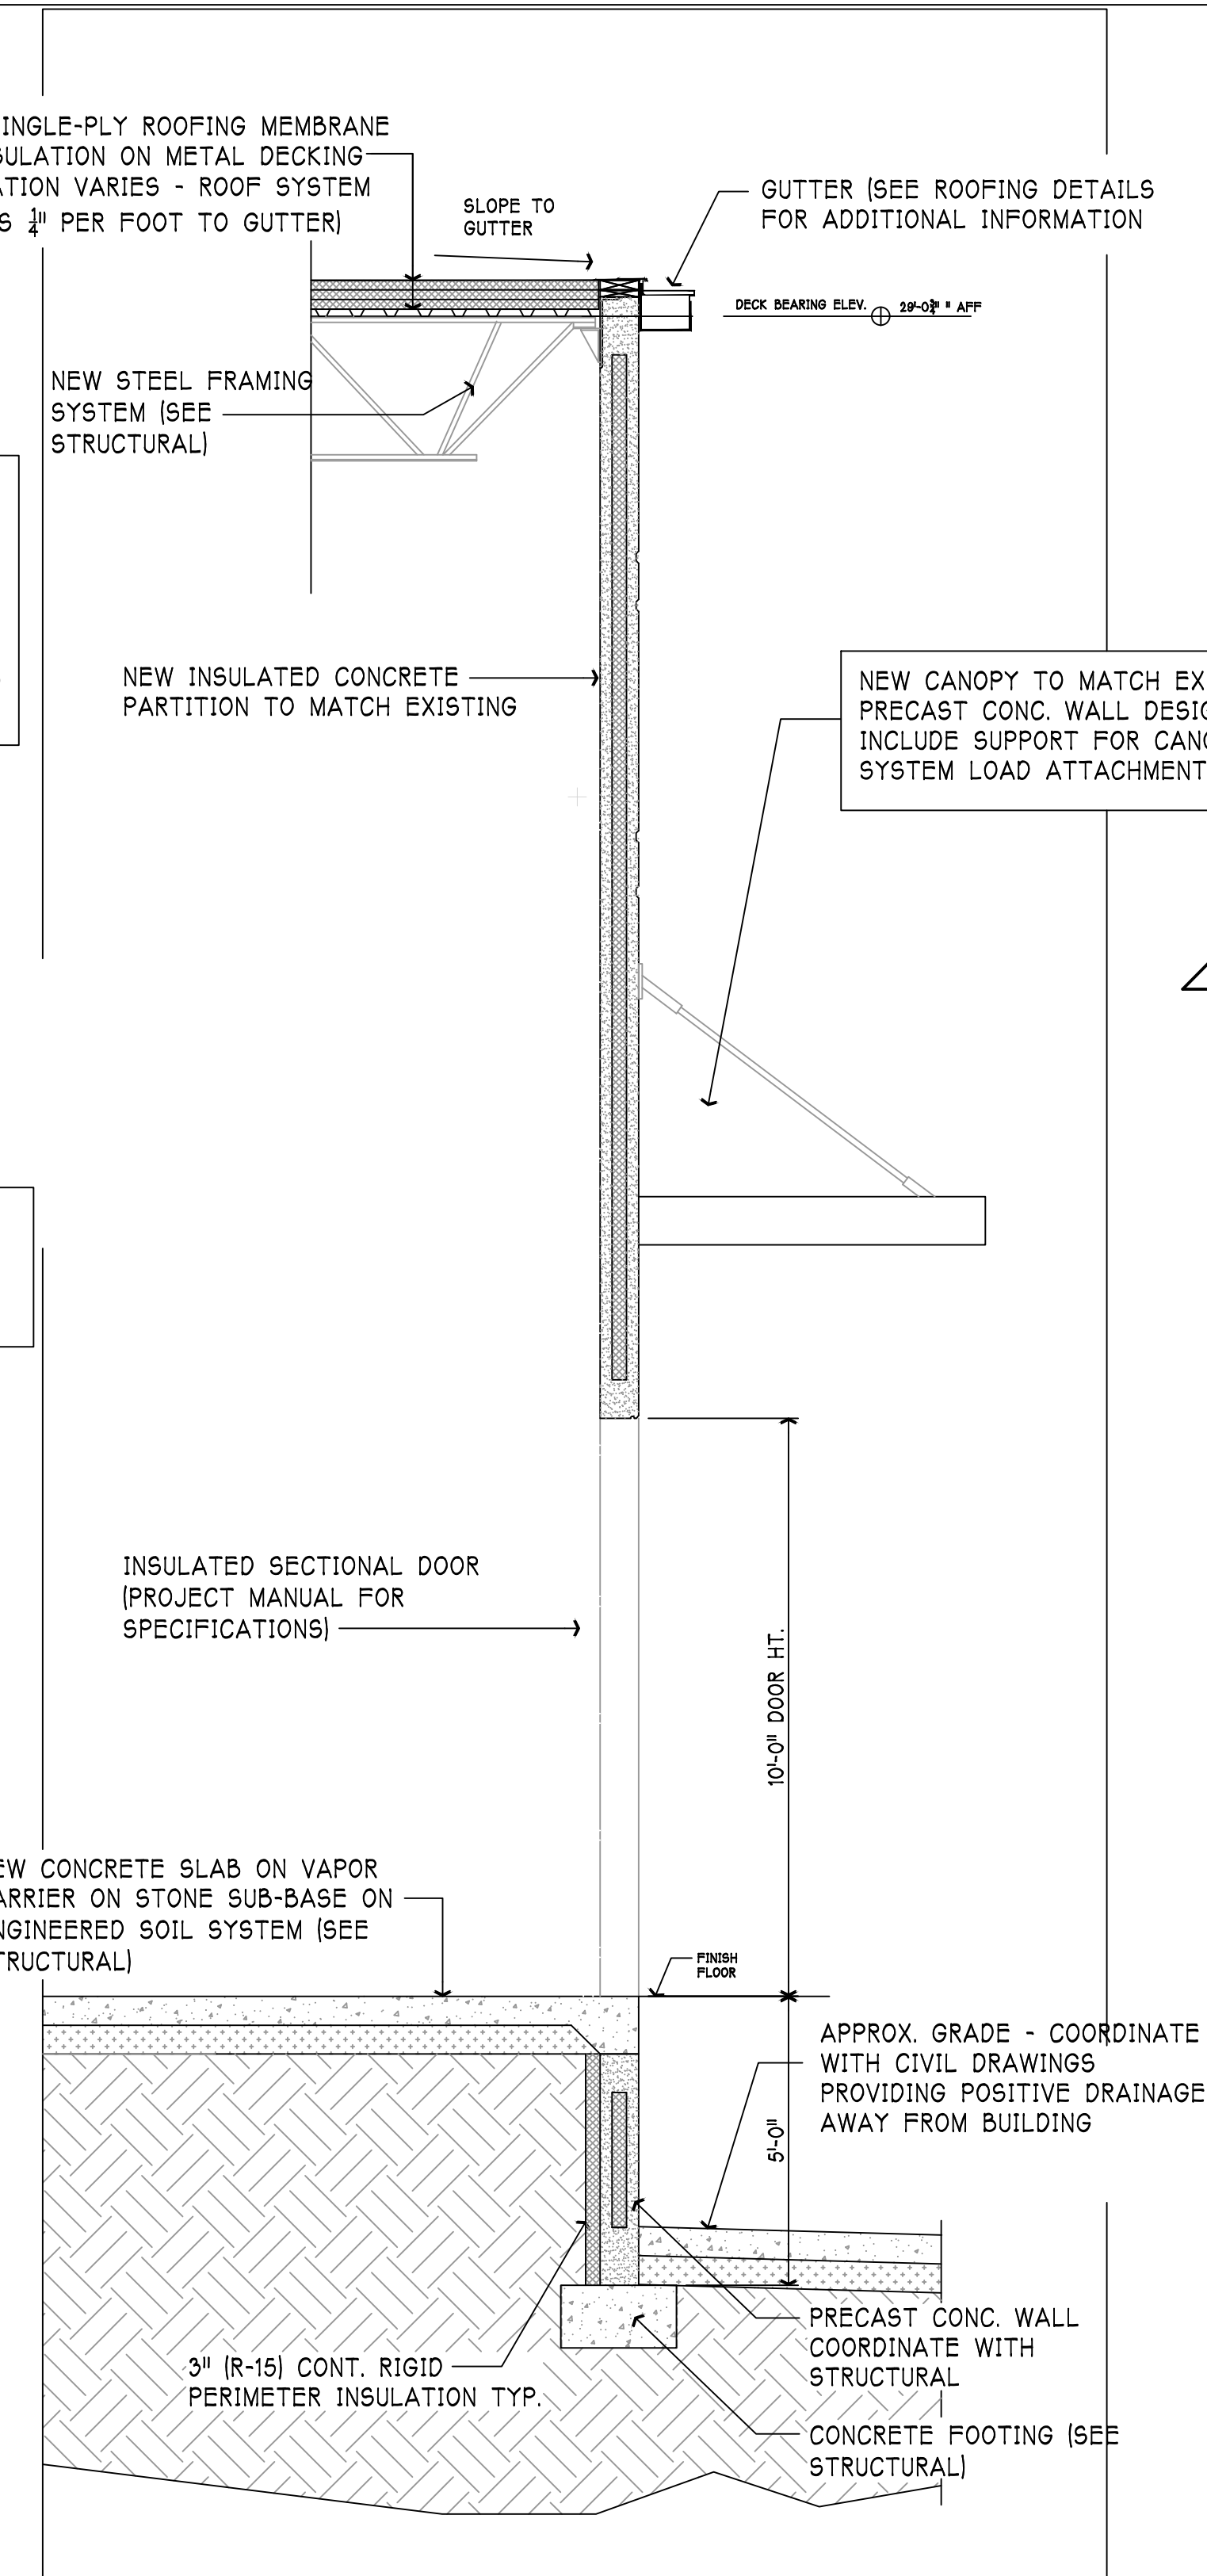 INGLE-PLY ROOFING MEMBRANE
SULATION ON METAL DECKING
ATION VARIES - ROOF SYSTEM
S 1/4" PER FOOT TO GUTTER)
SLOPE TO
GUTTER
GUTTER (SEE ROOFING DETAILS
FOR ADDITIONAL INFORMATION
DECK BEARING ELEV.
29'-0 3/4" " AFF
NEW STEEL FRAMING
SYSTEM (SEE
STRUCTURAL)
NEW INSULATED CONCRETE
PARTITION TO MATCH EXISTING
NEW CANOPY TO MATCH EX
PRECAST CONC. WALL DESIG
INCLUDE SUPPORT FOR CANO
SYSTEM LOAD ATTACHMENT
INSULATED SECTIONAL DOOR
(PROJECT MANUAL FOR
SPECIFICATIONS)
10'-0" DOOR HT.
EW CONCRETE SLAB ON VAPOR
ARRIER ON STONE SUB-BASE ON
NGINEERED SOIL SYSTEM (SEE
TRUCTURAL)
FINISH
FLOOR
APPROX. GRADE - COORDINATE
WITH CIVIL DRAWINGS
PROVIDING POSITIVE DRAINAGE
AWAY FROM BUILDING
5'-0"
PRECAST CONC. WALL
COORDINATE WITH
STRUCTURAL
3" (R-15) CONT. RIGID
PERIMETER INSULATION TYP.
CONCRETE FOOTING (SEE
STRUCTURAL)